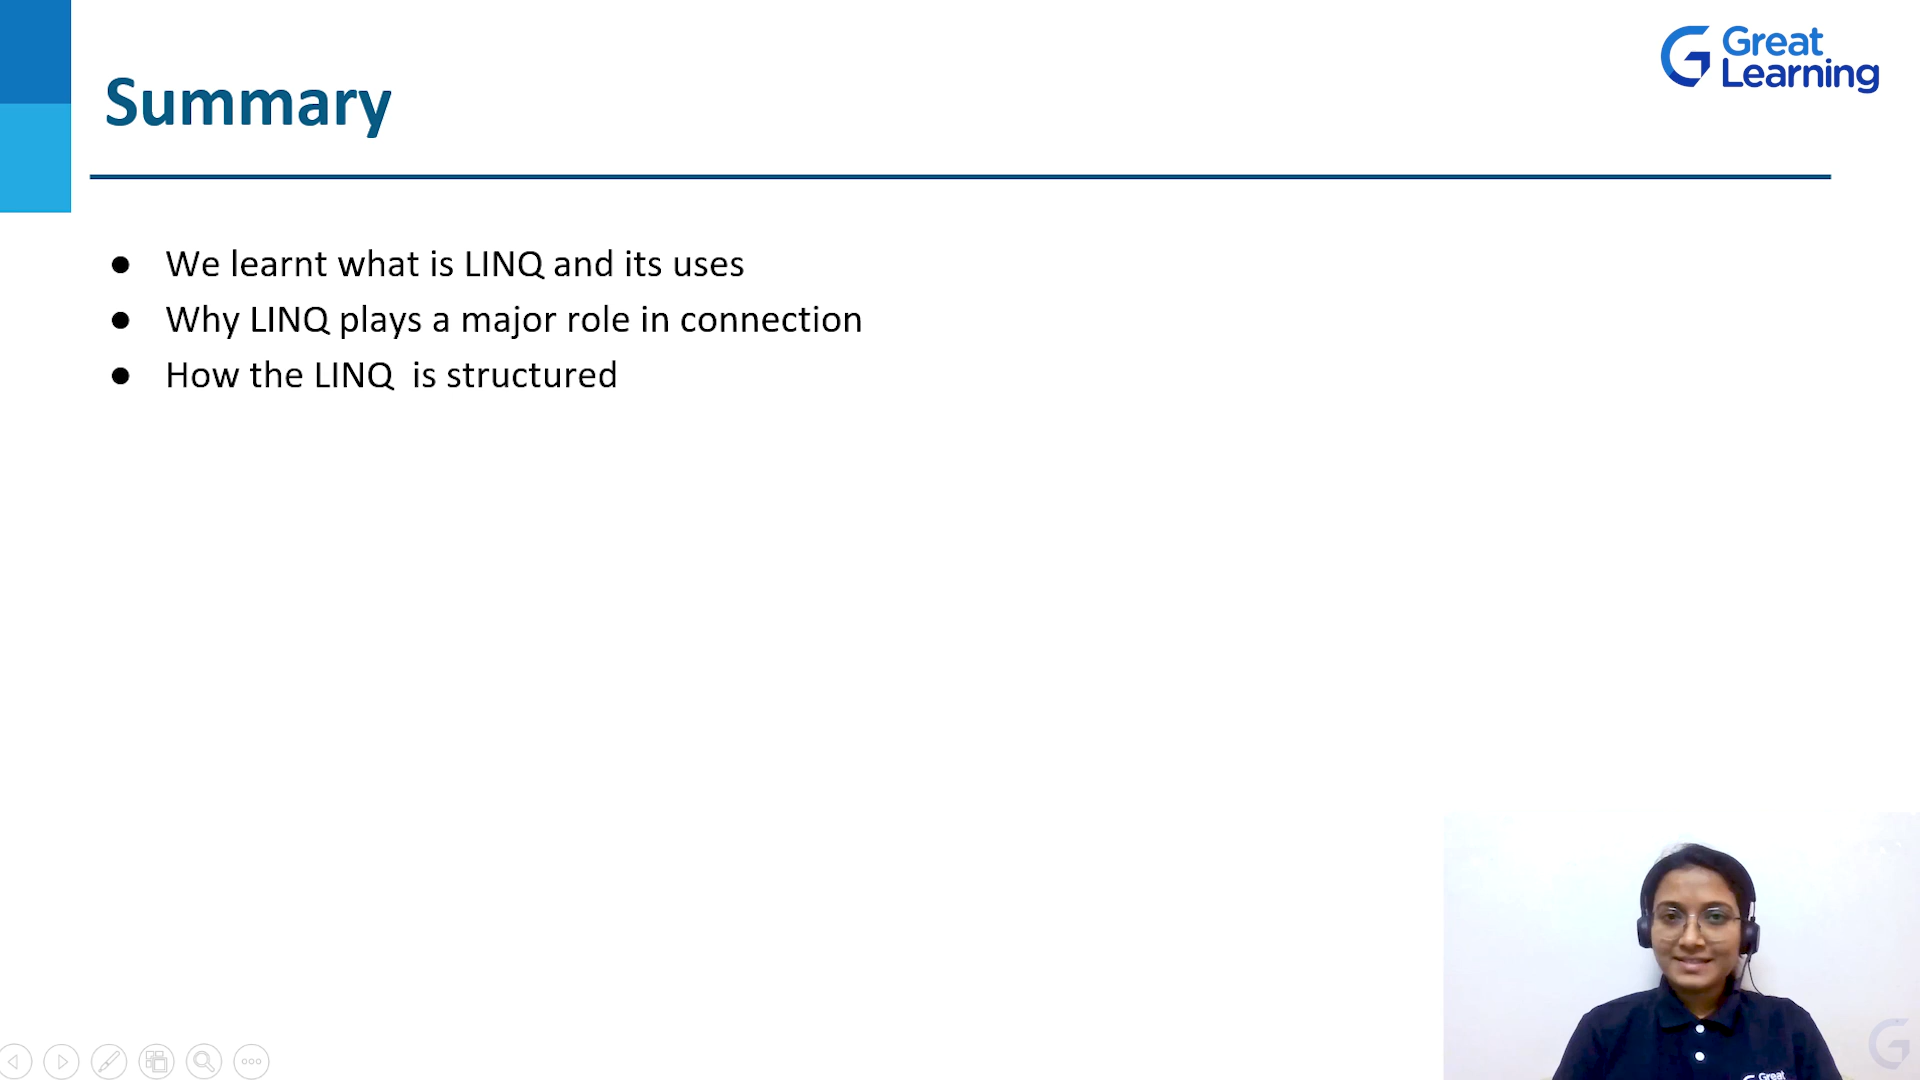 Great
Learning
Summary
● We learnt what is LINQ and its uses
● Why LINQ plays a major role in connection
● How the LINQ  is structured
Great